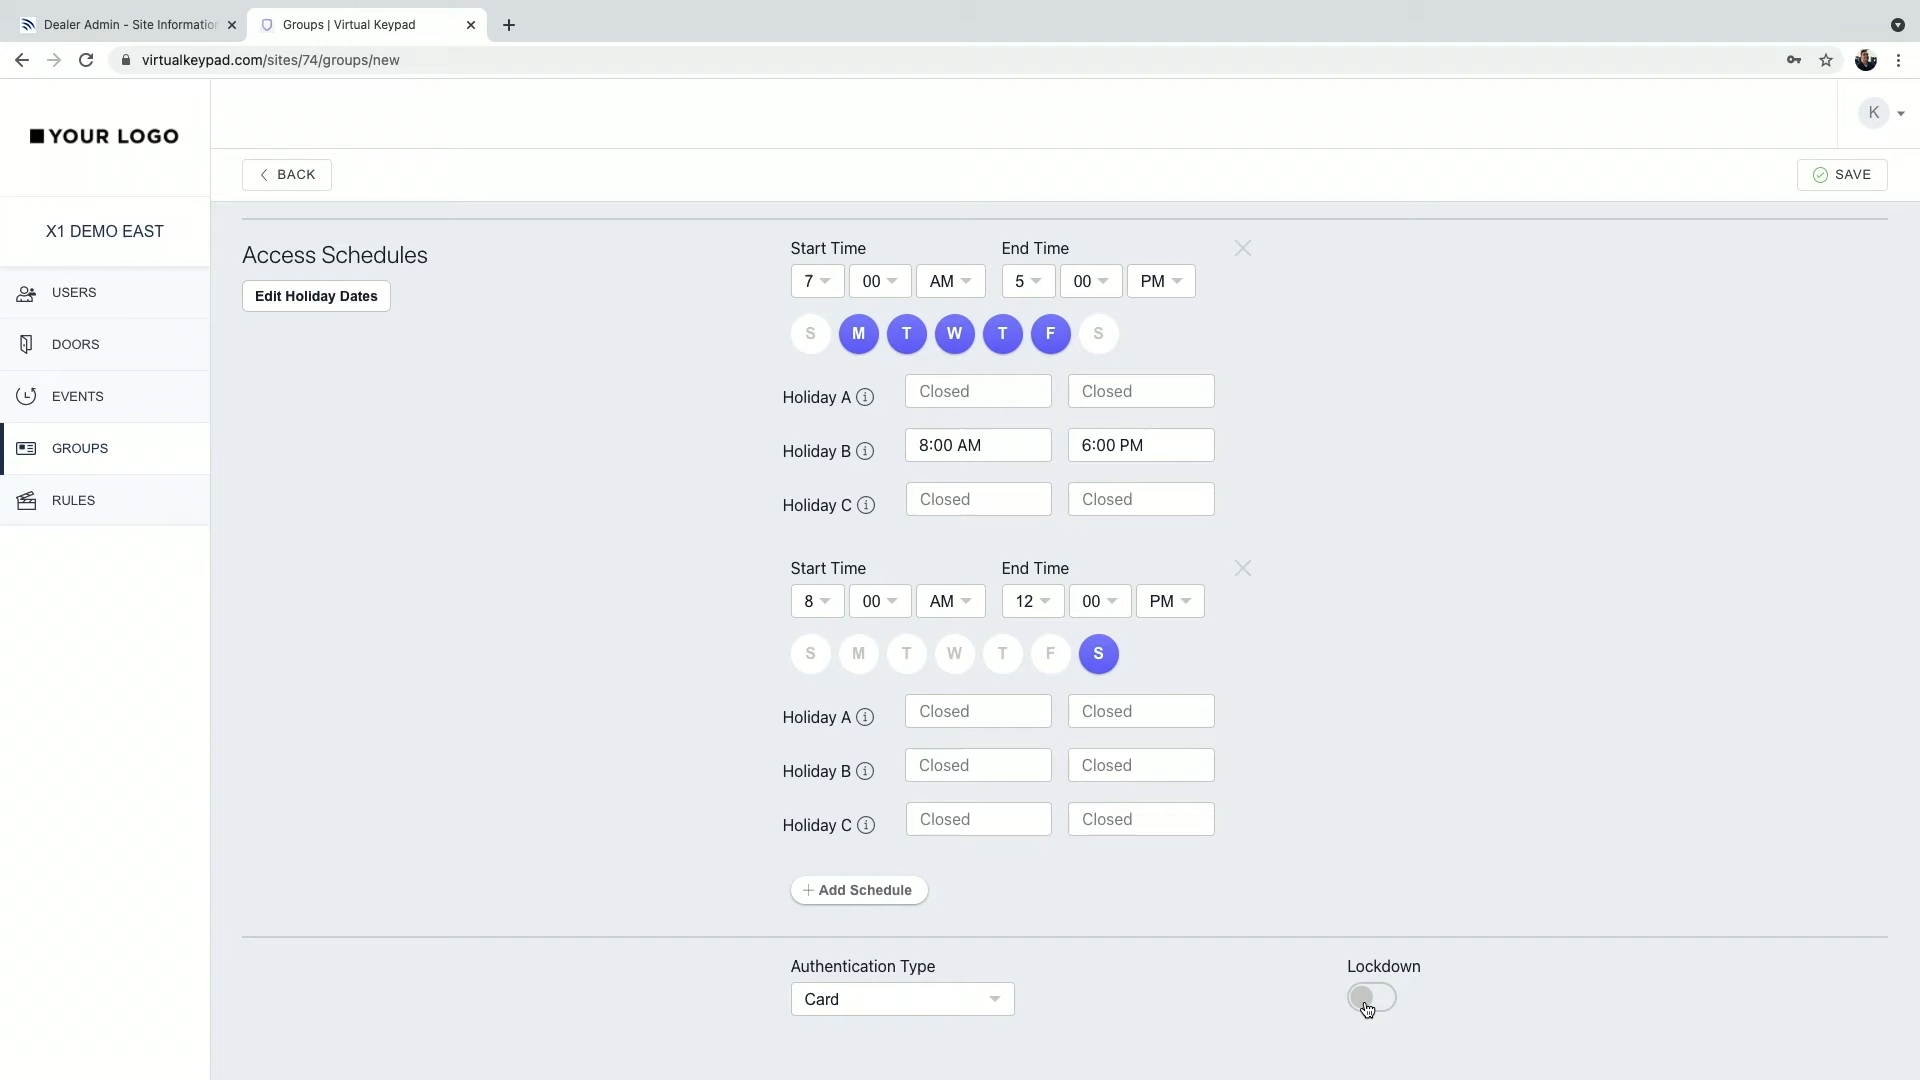 Dealer Admin - Site Information
Groups | Virtual Keypad
virtualkeypad.com/sites/74/groups/new
YOUR LOGO
K
BACK
SAVE
X1 DEMO EAST
USERS
DOORS
EVENTS
GROUPS
RULES
Access Schedules
Edit Holiday Dates
Start Time End Time
7 00 AM 5 00 PM
S M T W T F S
Holiday A Closed Closed
Holiday B 8:00 AM 6:00 PM
Holiday C Closed Closed
Start Time End Time
8 00 AM 12 00 PM
S M T W T F S
Holiday A Closed Closed
Holiday B Closed Closed
Holiday C Closed Closed
+ Add Schedule
Authentication Type Lockdown
Card